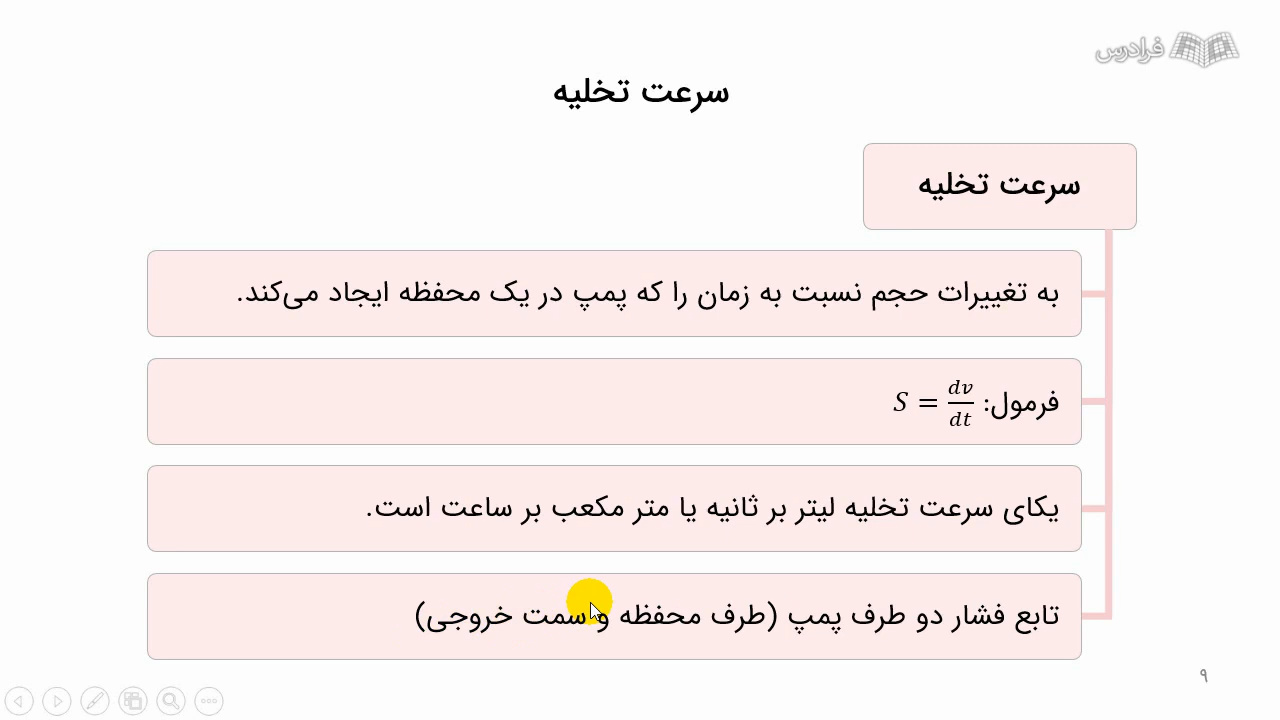 فرادرس
سرعت تخلیه
سرعت تخلیه
به تغییرات حجم نسبت به زمان را که پمپ در یک محفظه ایجاد می‌کند.
فرمول: S = dv/dt
یکای سرعت تخلیه لیتر بر ثانیه یا متر مکعب بر ساعت است.
تابع فشار دو طرف پمپ (طرف محفظه و سمت خروجی)
۹